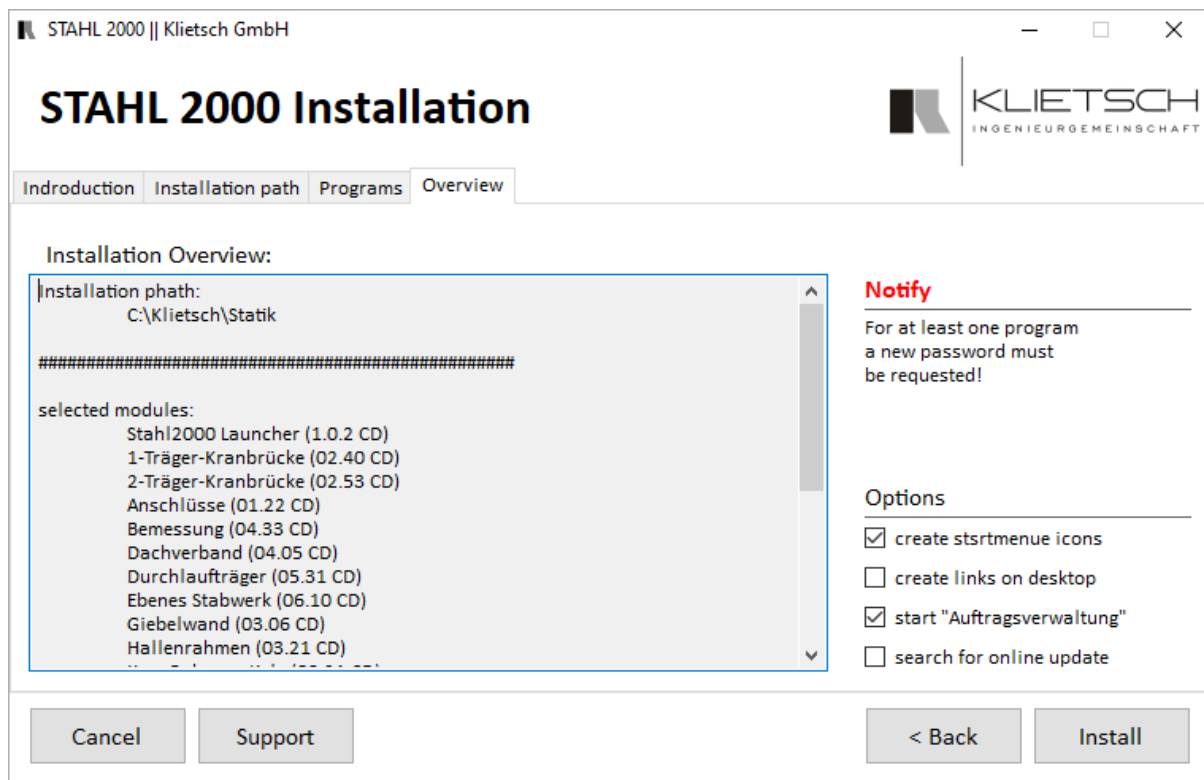 STAHL 2000 || Klietsch GmbH
STAHL 2000 Installation
KLIETSCH
INGENIEURGEMEINSCHAFT
Indroduction
Installation path
Programs
Overview
Installation Overview:
Installation phath:
C:\Klietsch\Statik
##################################################
selected modules:
Stahl2000 Launcher (1.0.2 CD)
1-Träger-Kranbrücke (02.40 CD)
2-Träger-Kranbrücke (02.53 CD)
Anschlüsse (01.22 CD)
Bemessung (04.33 CD)
Dachverband (04.05 CD)
Durchlaufträger (05.31 CD)
Ebenes Stabwerk (06.10 CD)
Giebelwand (03.06 CD)
Hallenrahmen (03.21 CD)
Notify
For at least one program
a new password must
be requested!
Options
create stsrtmenue icons
create links on desktop
start "Auftragsverwaltung"
search for online update
Cancel
Support
< Back
Install